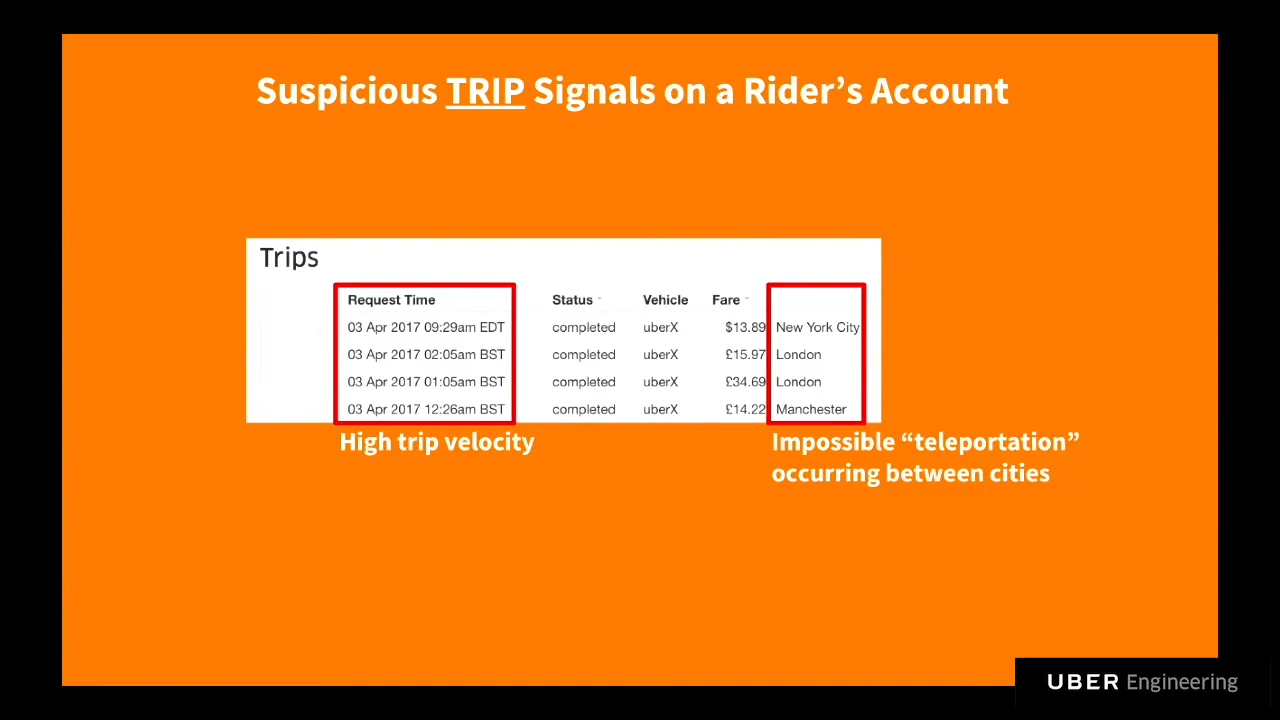 Suspicious TRIP Signals on a Rider’s Account
Trips
Request Time Status Vehicle Fare
03 Apr 2017 09:29am EDT completed uberX $13.89 New York City
03 Apr 2017 02:05am BST completed uberX £15.97 London
03 Apr 2017 01:05am BST completed uberX £34.69 London
03 Apr 2017 12:26am BST completed uberX £14.22 Manchester
High trip velocity
Impossible “teleportation”
occurring between cities
UBER Engineering